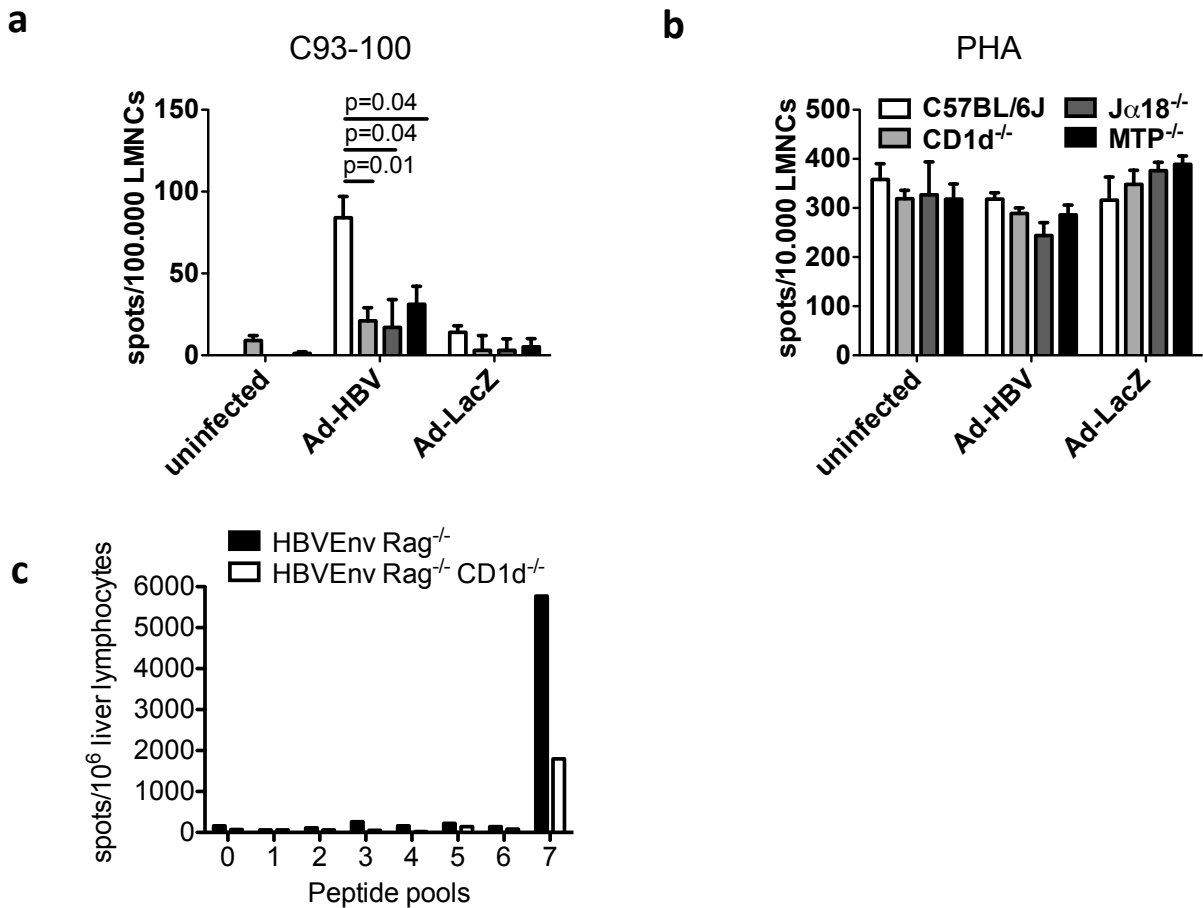 a
C93-100
spots/100.000 LMNCs
150
100
50
0
p=0.04
p=0.04
p=0.01
uninfected
Ad-HBV
Ad-LacZ
b
PHA
spots/10.000 LMNCs
500
400
300
200
100
0
C57BL/6J
CD1d-/-
Jα18-/-
MTP-/-
uninfected
Ad-HBV
Ad-LacZ
c
HBVEnv Rag-/-
HBVEnv Rag-/- CD1d-/-
spots/10⁶ liver lymphocytes
6000
5000
4000
3000
2000
1000
0
0 1 2 3 4 5 6 7
Peptide pools